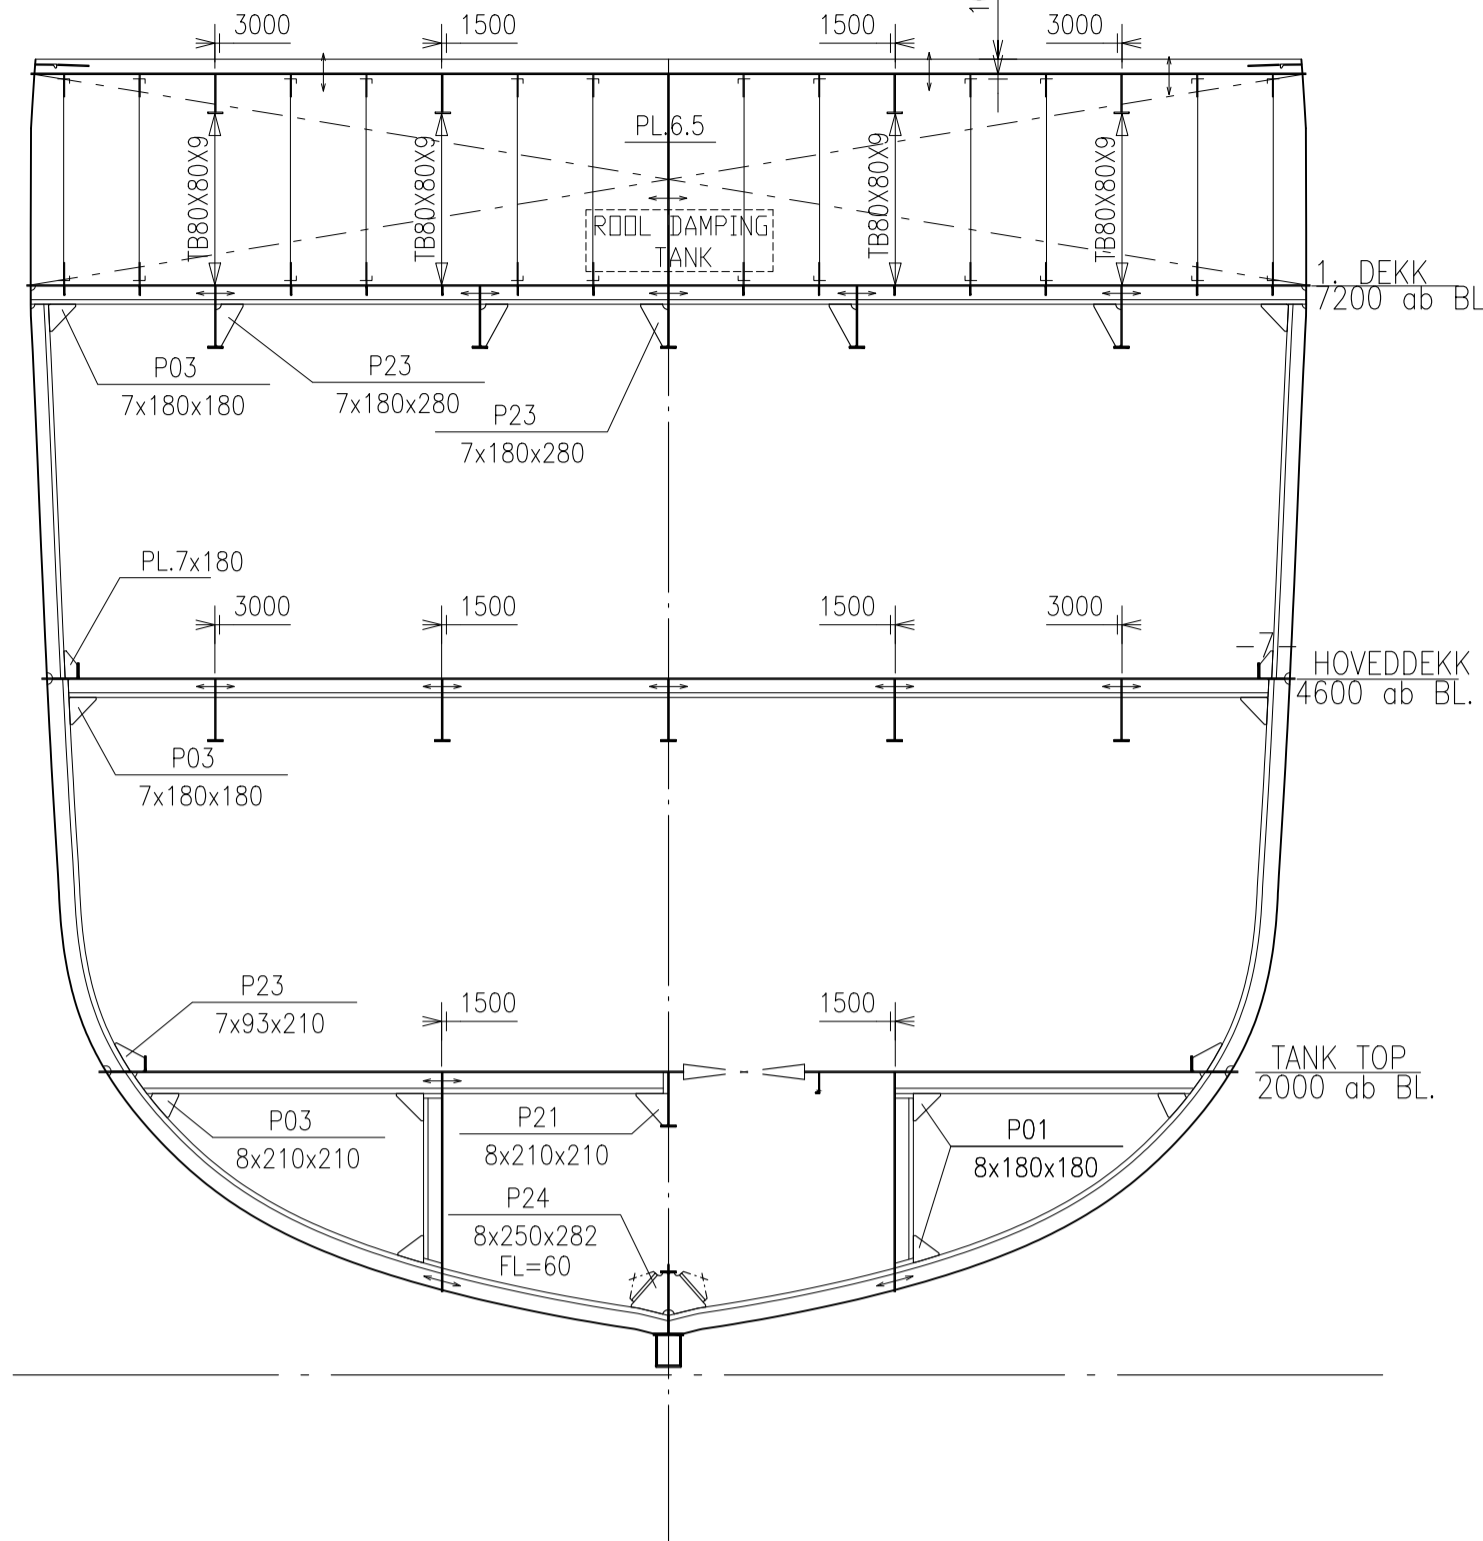 3000
1500
1500
3000
PL.6.5
TB80X80X9
TB80X80X9
TB80X80X9
TB80X80X9
ROOL DAMPING
TANK
1. DEKK
7200 ab BL
P03
7x180x180
P23
7x180x280
P23
7x180x280
PL.7x180
3000
1500
1500
3000
7
HOVEDDEKK
4600 ab BL.
P03
7x180x180
P23
7x93x210
1500
1500
TANK TOP
2000 ab BL.
P03
8x210x210
P21
8x210x210
P01
8x180x180
P24
8x250x282
FL=60